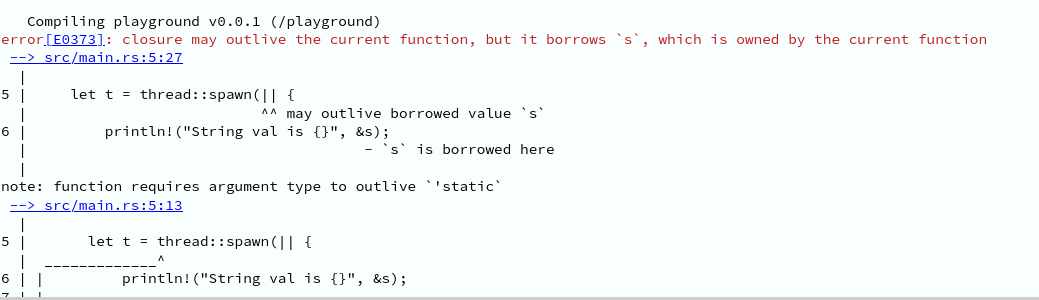 Compiling playground v0.0.1 (/playground)
error[E0373]: closure may outlive the current function, but it borrows `s`, which is owned by the current function
 --> src/main.rs:5:27
  |
5 |     let t = thread::spawn(|| {
  |                           ^^ may outlive borrowed value `s`
6 |         println!("String val is {}", &s);
  |                                       - `s` is borrowed here
  |
note: function requires argument type to outlive `'static`
 --> src/main.rs:5:13
  |
5 |       let t = thread::spawn(|| {
  |  _____________^
6 | |         println!("String val is {}", &s);
7 | |